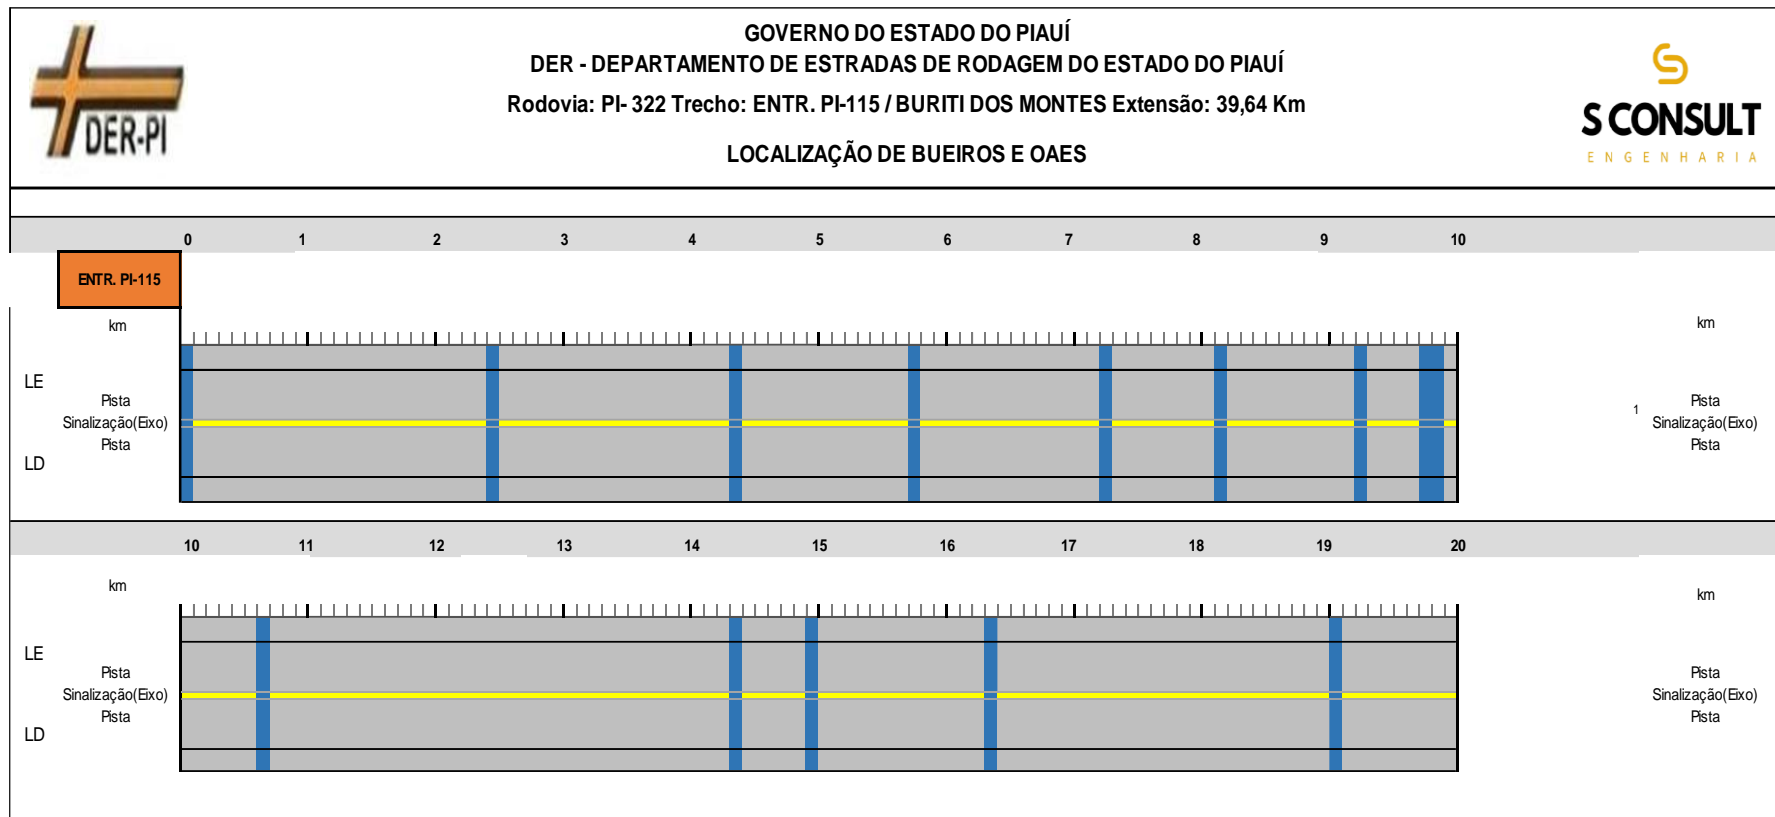 GOVERNO DO ESTADO DO PIAUÍ
DER - DEPARTAMENTO DE ESTRADAS DE RODAGEM DO ESTADO DO PIAUÍ
Rodovia: PI- 322 Trecho: ENTR. PI-115 / BURITI DOS MONTES Extensão: 39,64 Km
LOCALIZAÇÃO DE BUEIROS E OAES
DER-PI
S CONSULT
ENGENHARIA
0 1 2 3 4 5 6 7 8 9 10
ENTR. PI-115
km km
LE
Pista 1 Pista
Sinalização(Eixo) Sinalização(Eixo)
Pista Pista
LD
10 11 12 13 14 15 16 17 18 19 20
km km
LE
Pista Pista
Sinalização(Eixo) Sinalização(Eixo)
Pista Pista
LD